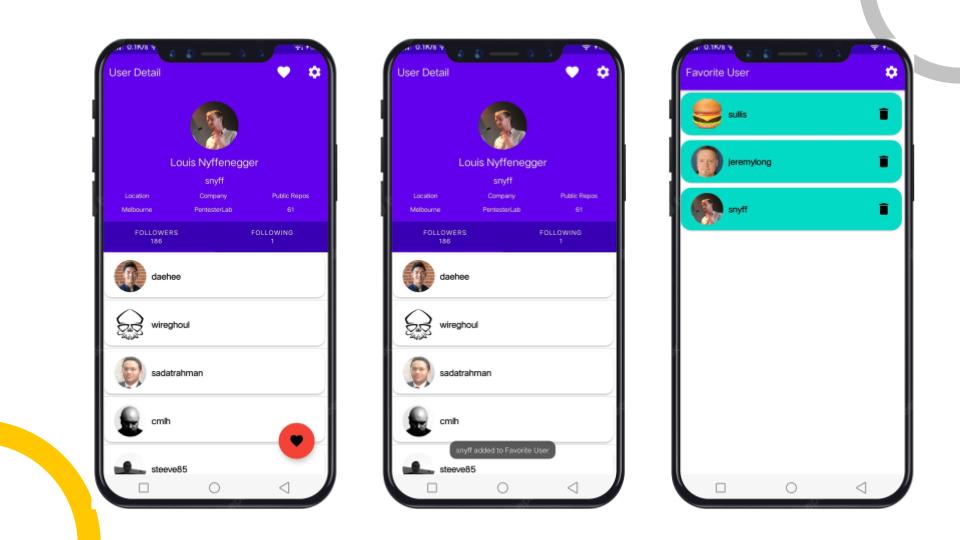 0.1K/s
User Detail
Louis Nyffenegger
snyff
Location Company Public Repos
Melbourne PentesterLab 61
FOLLOWERS FOLLOWING
186 1
daehee
wireghoul
sadatrahman
cmlh
steeve85
0.1K/s
User Detail
Louis Nyffenegger
snyff
Location Company Public Repos
Melbourne PentesterLab 61
FOLLOWERS FOLLOWING
186 1
daehee
wireghoul
sadatrahman
cmlh
snyff added to Favorite User
steeve85
0.1K/s
Favorite User
sullis
jeremylong
snyff